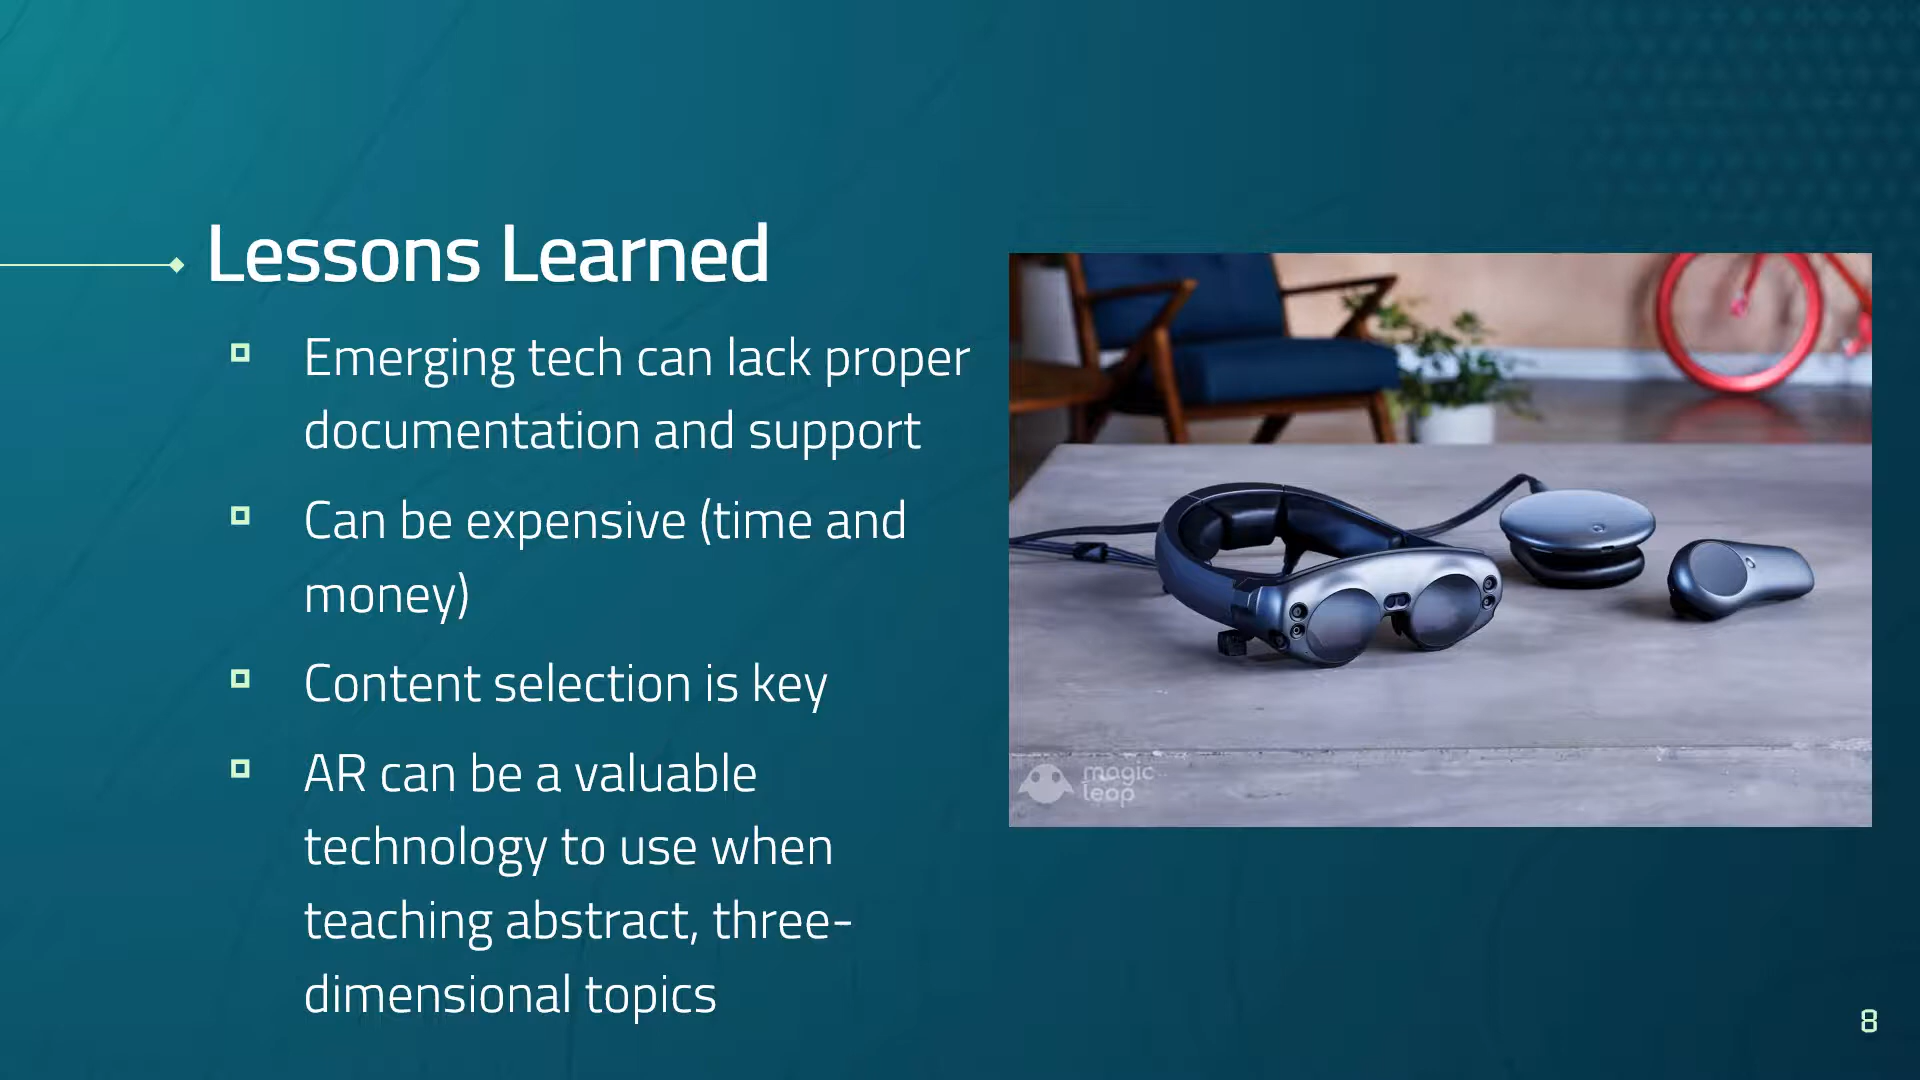 Lessons Learned
Emerging tech can lack proper
documentation and support
Can be expensive (time and
money)
Content selection is key
AR can be a valuable
technology to use when
teaching abstract, three-
dimensional topics
magic
leap
8